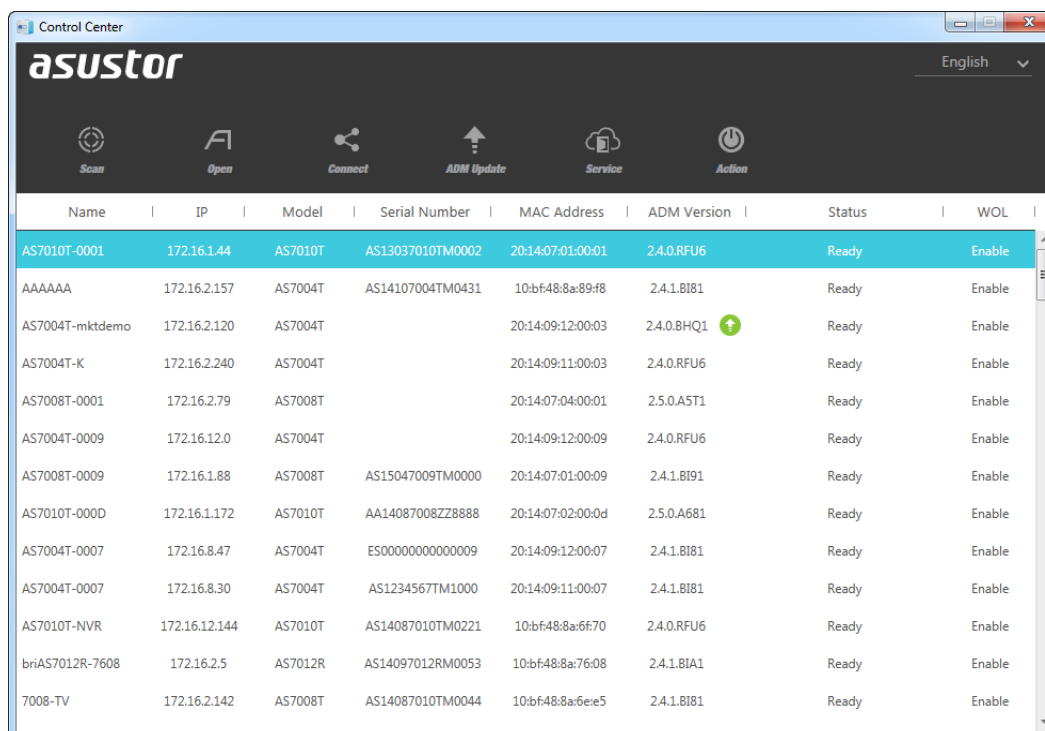 Control Center
asustor
English
Scan Open Connect ADM Update Service Action
Name IP Model Serial Number MAC Address ADM Version Status WOL
AS7010T-0001 172.16.1.44 AS7010T AS13037010TM0002 20:14:07:01:00:01 2.4.0.RFU6 Ready Enable
AAAAAA 172.16.2.157 AS7004T AS14107004TM0431 10:bf:48:8a:89:f8 2.4.1.BI81 Ready Enable
AS7004T-mktdemo 172.16.2.120 AS7004T 20:14:09:12:00:03 2.4.0.BHQ1 Ready Enable
AS7004T-K 172.16.2.240 AS7004T 20:14:09:11:00:03 2.4.0.RFU6 Ready Enable
AS7008T-0001 172.16.2.79 AS7008T 20:14:07:04:00:01 2.5.0.A5T1 Ready Enable
AS7004T-0009 172.16.12.0 AS7004T 20:14:09:12:00:09 2.4.0.RFU6 Ready Enable
AS7008T-0009 172.16.1.88 AS7008T AS15047009TM0000 20:14:07:01:00:09 2.4.1.BI91 Ready Enable
AS7010T-000D 172.16.1.172 AS7010T AA14087008ZZ8888 20:14:07:02:00:0d 2.5.0.A681 Ready Enable
AS7004T-0007 172.16.8.47 AS7004T ES00000000000009 20:14:09:12:00:07 2.4.1.BI81 Ready Enable
AS7004T-0007 172.16.8.30 AS7004T AS1234567TM1000 20:14:09:11:00:07 2.4.1.BI81 Ready Enable
AS7010T-NVR 172.16.12.144 AS7010T AS14087010TM0221 10:bf:48:8a:6f:70 2.4.0.RFU6 Ready Enable
briAS7012R-7608 172.16.2.5 AS7012R AS14097012RM0053 10:bf:48:8a:76:08 2.4.1.BIA1 Ready Enable
7008-TV 172.16.2.142 AS7008T AS14087010TM0044 10:bf:48:8a:6e:e5 2.4.1.BI81 Ready Enable